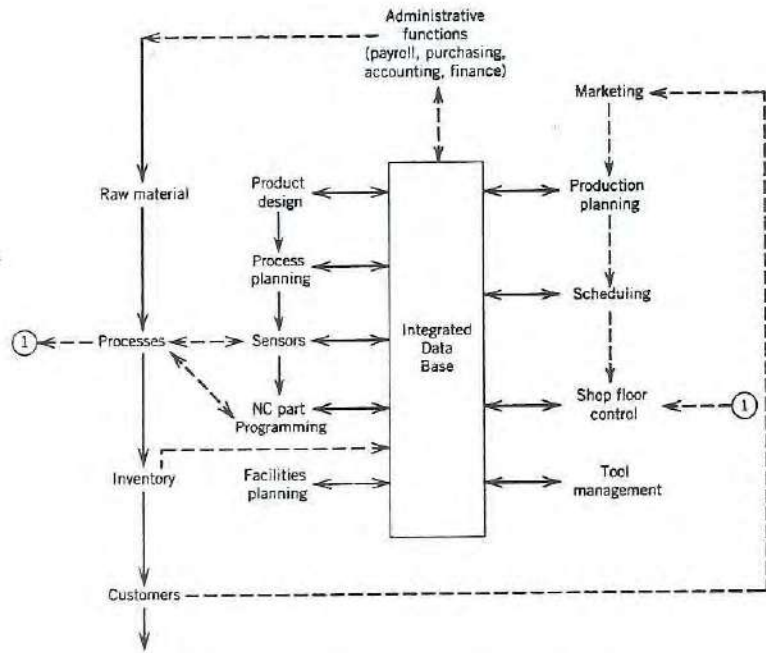 Administrative
functions
(payroll, purchasing,
accounting, finance)
Marketing
Raw material
Product
design
Production
planning
Process
planning
Scheduling
1
Processes
Sensors
Integrated
Data
Base
NC part
Programming
Shop floor
control
1
Inventory
Facilities
planning
Tool
management
Customers